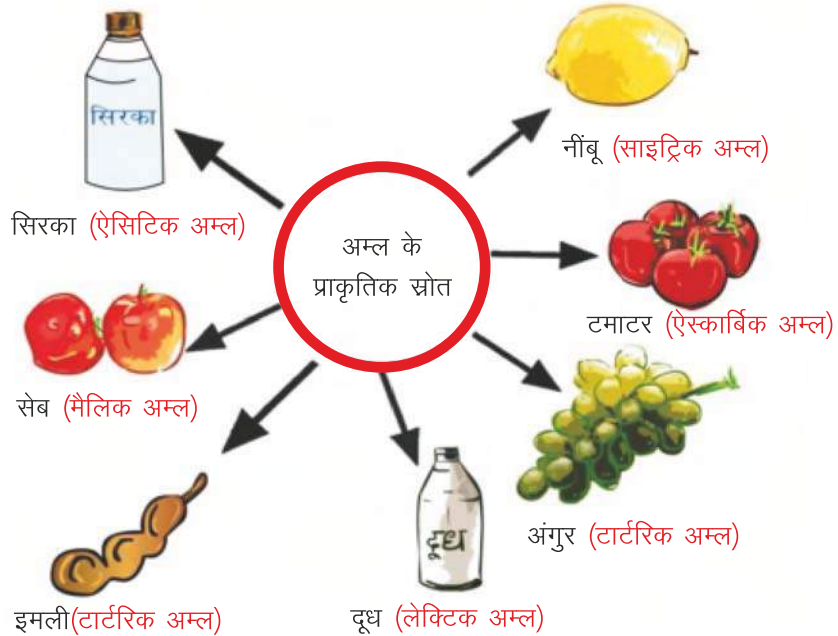 अम्ल के
प्राकृतिक स्रोत
सिरका
सिरका (ऐसिटिक अम्ल)
नींबू (साइट्रिक अम्ल)
टमाटर (ऐस्कार्बिक अम्ल)
सेब (मैलिक अम्ल)
अंगुर (टार्टरिक अम्ल)
दूध
इमली(टार्टरिक अम्ल)
दूध (लेक्टिक अम्ल)